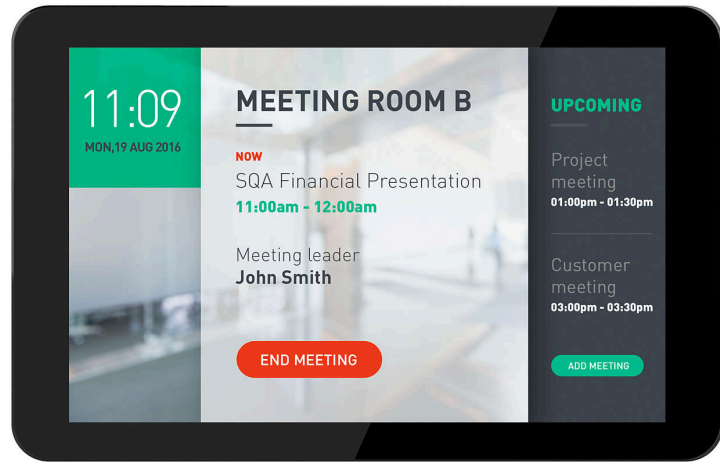 11:09
MON,19 AUG 2016
MEETING ROOM B
NOW
SQA Financial Presentation
11:00am - 12:00am
Meeting leader
John Smith
END MEETING
UPCOMING
Project
meeting
01:00pm - 01:30pm
Customer
meeting
03:00pm - 03:30pm
ADD MEETING